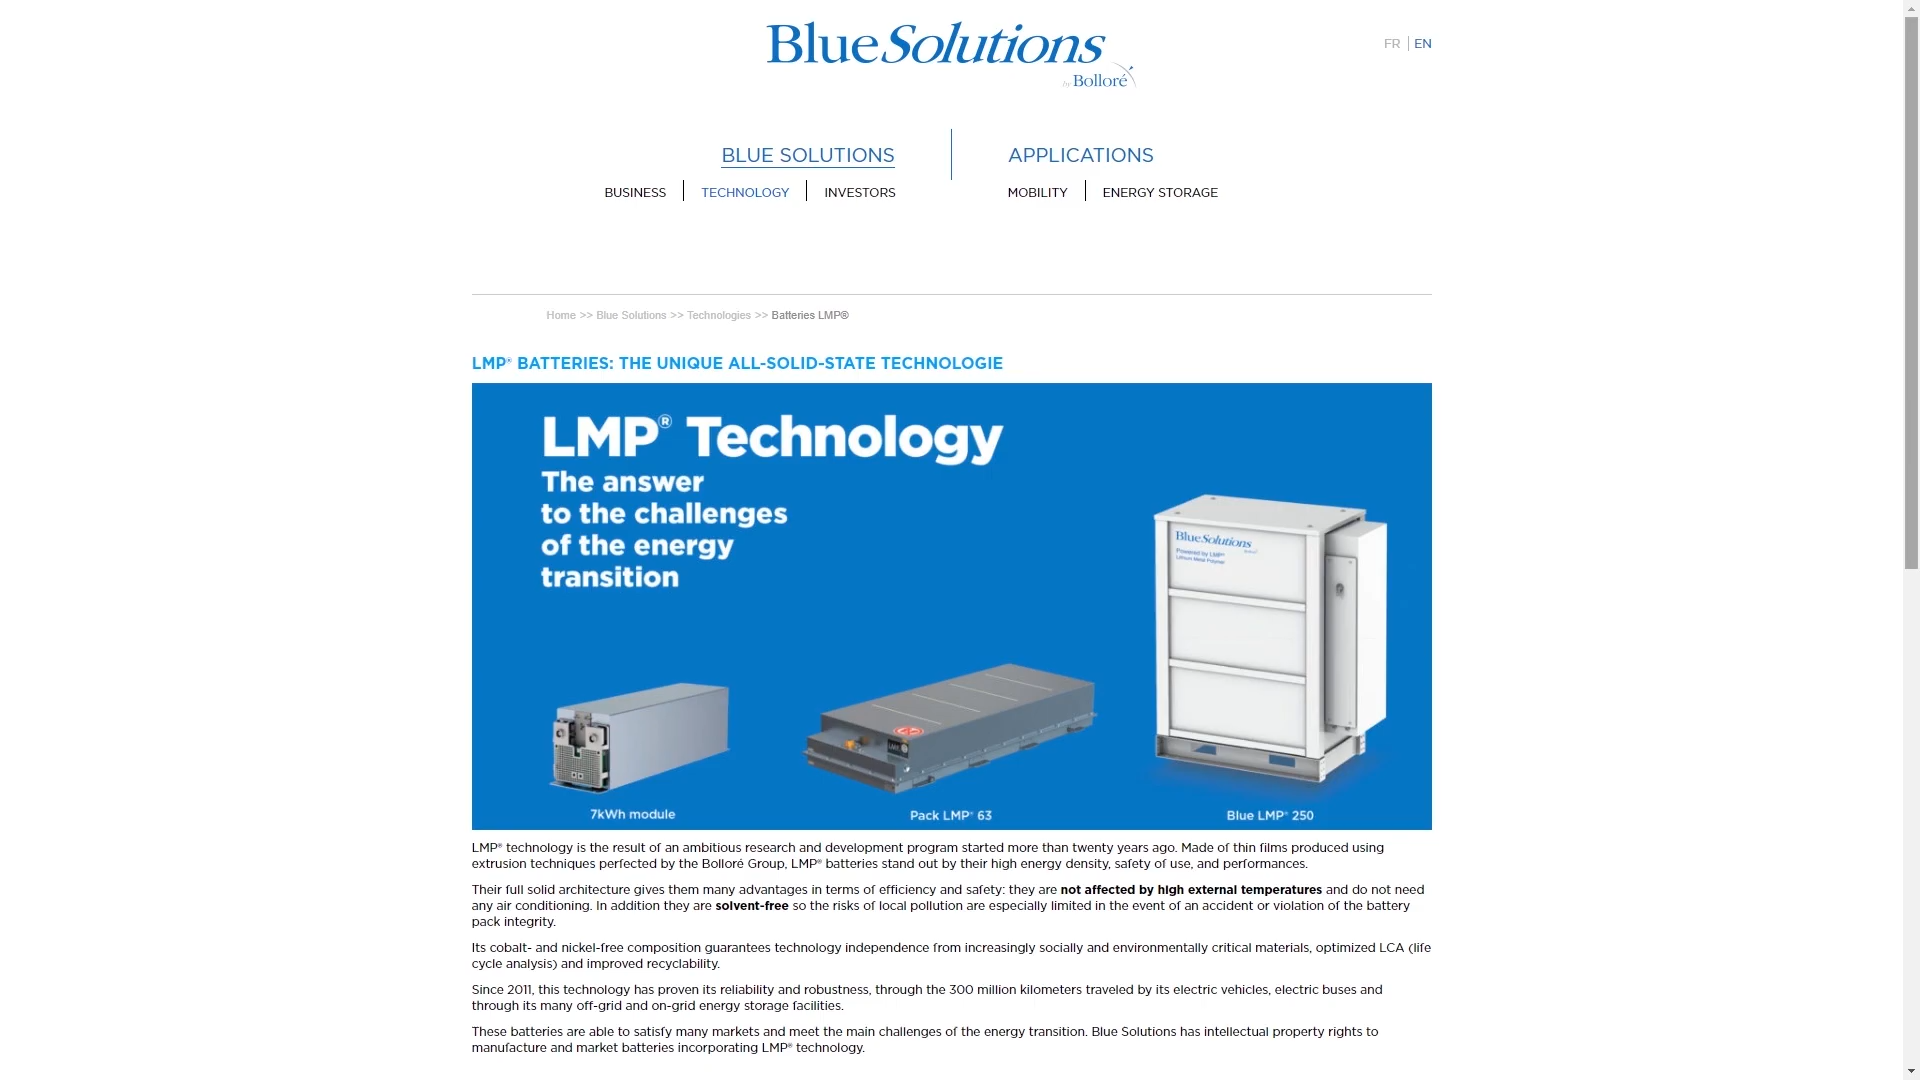 BlueSolutions
by Bolloré
FR
EN
BLUE SOLUTIONS
APPLICATIONS
BUSINESS
TECHNOLOGY
INVESTORS
MOBILITY
ENERGY STORAGE
Home >> Blue Solutions >> Technologies >> Batteries LMP®
LMP® BATTERIES: THE UNIQUE ALL-SOLID-STATE TECHNOLOGIE
LMP® Technology
The answer
to the challenges
of the energy
transition
BlueSolutions
Powered by LMP®
Lithium Metal Polymer
7kWh module
Pack LMP® 63
Blue LMP® 250
LMP® technology is the result of an ambitious research and development program started more than twenty years ago. Made of thin films produced using
extrusion techniques perfected by the Bolloré Group, LMP® batteries stand out by their high energy density, safety of use, and performances.
Their full solid architecture gives them many advantages in terms of efficiency and safety: they are not affected by high external temperatures and do not need
any air conditioning. In addition they are solvent-free so the risks of local pollution are especially limited in the event of an accident or violation of the battery
pack integrity.
Its cobalt- and nickel-free composition guarantees technology independence from increasingly socially and environmentally critical materials, optimized LCA (life
cycle analysis) and improved recyclability.
Since 2011, this technology has proven its reliability and robustness, through the 300 million kilometers traveled by its electric vehicles, electric buses and
through its many off-grid and on-grid energy storage facilities.
These batteries are able to satisfy many markets and meet the main challenges of the energy transition. Blue Solutions has intellectual property rights to
manufacture and market batteries incorporating LMP® technology.